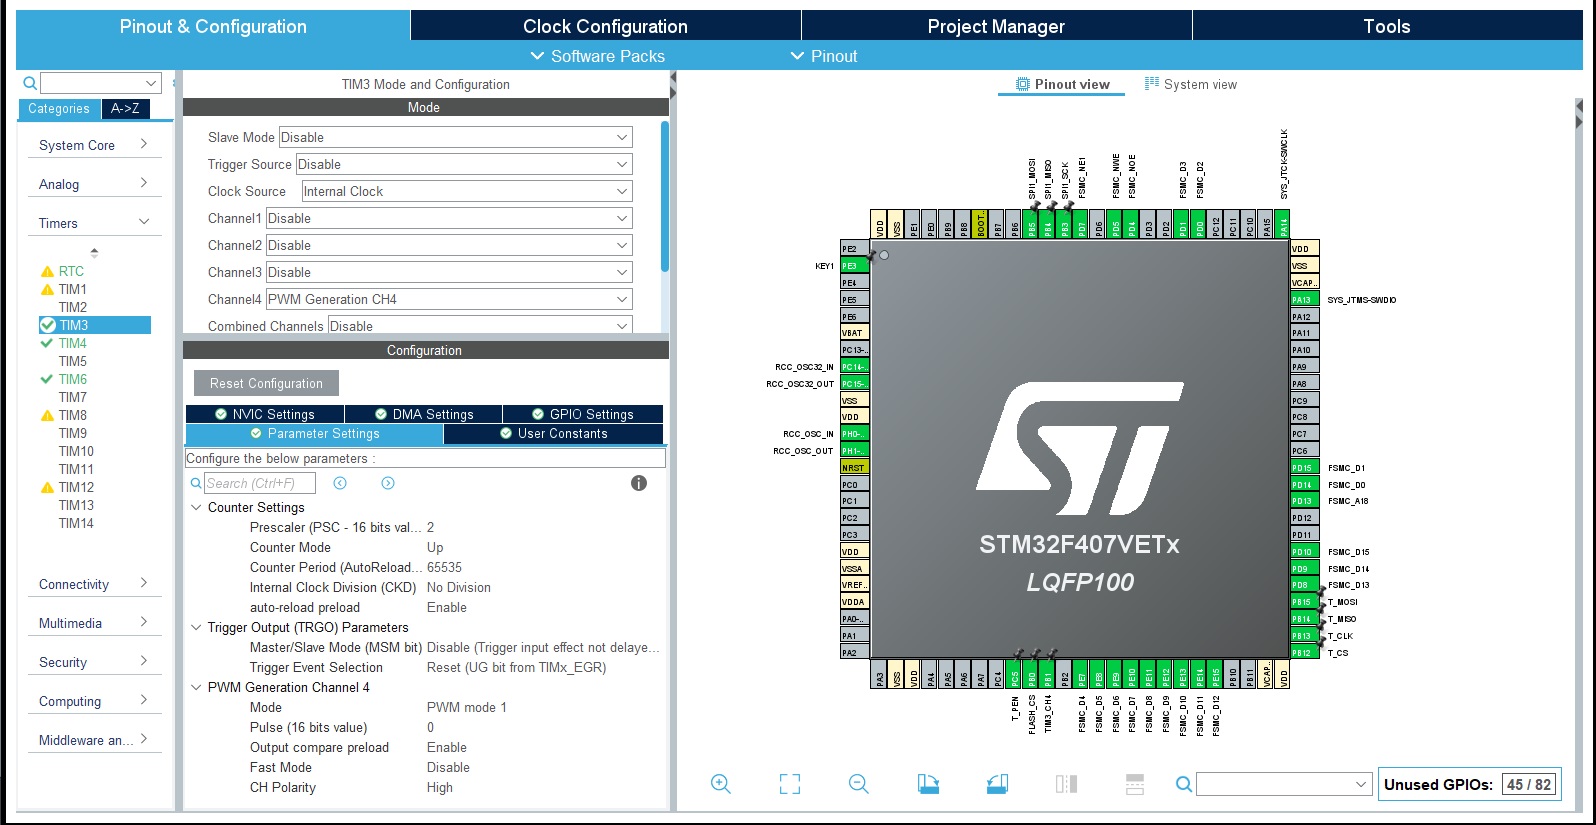 Pinout & Configuration
Clock Configuration
Project Manager
Tools
Software Packs
Pinout
Categories
A->Z
System Core
Analog
Timers
RTC
TIM1
TIM2
TIM3
TIM4
TIM5
TIM6
TIM7
TIM8
TIM9
TIM10
TIM11
TIM12
TIM13
TIM14
Connectivity
Multimedia
Security
Computing
Middleware an...
TIM3 Mode and Configuration
Mode
Slave Mode Disable
Trigger Source Disable
Clock Source Internal Clock
Channel1 Disable
Channel2 Disable
Channel3 Disable
Channel4 PWM Generation CH4
Combined Channels Disable
Configuration
Reset Configuration
NVIC Settings
DMA Settings
GPIO Settings
Parameter Settings
User Constants
Configure the below parameters :
Search (Ctrl+F)
Counter Settings
Prescaler (PSC - 16 bits val... 2
Counter Mode Up
Counter Period (AutoReload... 65535
Internal Clock Division (CKD) No Division
auto-reload preload Enable
Trigger Output (TRGO) Parameters
Master/Slave Mode (MSM bit) Disable (Trigger input effect not delaye...
Trigger Event Selection Reset (UG bit from TIMx_EGR)
PWM Generation Channel 4
Mode PWM mode 1
Pulse (16 bits value) 0
Output compare preload Enable
Fast Mode Disable
CH Polarity High
Pinout view
System view
SPI1_MOSI
SPI1_MISO
SPI1_SCK
FSMC_NE1
FSMC_NWE
FSMC_NOE
FSMC_D3
FSMC_D2
SYS_JTCK-SWCLK
VDD
VSS
PE1
PE0
PB9
PB8
BOOT..
PB7
PB6
PB5
PB4
PB3
PD7
PD6
PD5
PD4
PD3
PD2
PD1
PD0
PC12
PC11
PC10
PA15
PA14
PE2
KEY1 PE3
PE4
PE5
PE6
VBAT
PC13-..
RCC_OSC32_IN PC14-..
RCC_OSC32_OUT PC15-..
VSS
VDD
RCC_OSC_IN PH0-..
RCC_OSC_OUT PH1-..
NRST
PC0
PC1
PC2
PC3
VDD
VSSA
VREF..
VDDA
PA0-..
PA1
PA2
STM32F407VETx
LQFP100
VDD
VSS
VCAP..
PA13 SYS_JTMS-SWDIO
PA12
PA11
PA10
PA9
PA8
PC9
PC8
PC7
PC6
PD15 FSMC_D1
PD14 FSMC_D0
PD13 FSMC_A18
PD12
PD11
PD10 FSMC_D15
PD9 FSMC_D14
PD8 FSMC_D13
PB15 T_MOSI
PB14 T_MISO
PB13 T_CLK
PB12 T_CS
PA3
VSS
VDD
PA4
PA5
PA6
PA7
PC4
PC5
PB0
PB1
PB2
PE7
PE8
PE9
PE10
PE11
PE12
PE13
PE14
PE15
PB10
PB11
VCAP..
VDD
T_PEN
FLASH_CS
TIM3_CH4
FSMC_D4
FSMC_D5
FSMC_D6
FSMC_D7
FSMC_D8
FSMC_D9
FSMC_D10
FSMC_D11
FSMC_D12
Unused GPIOs: 45 / 82